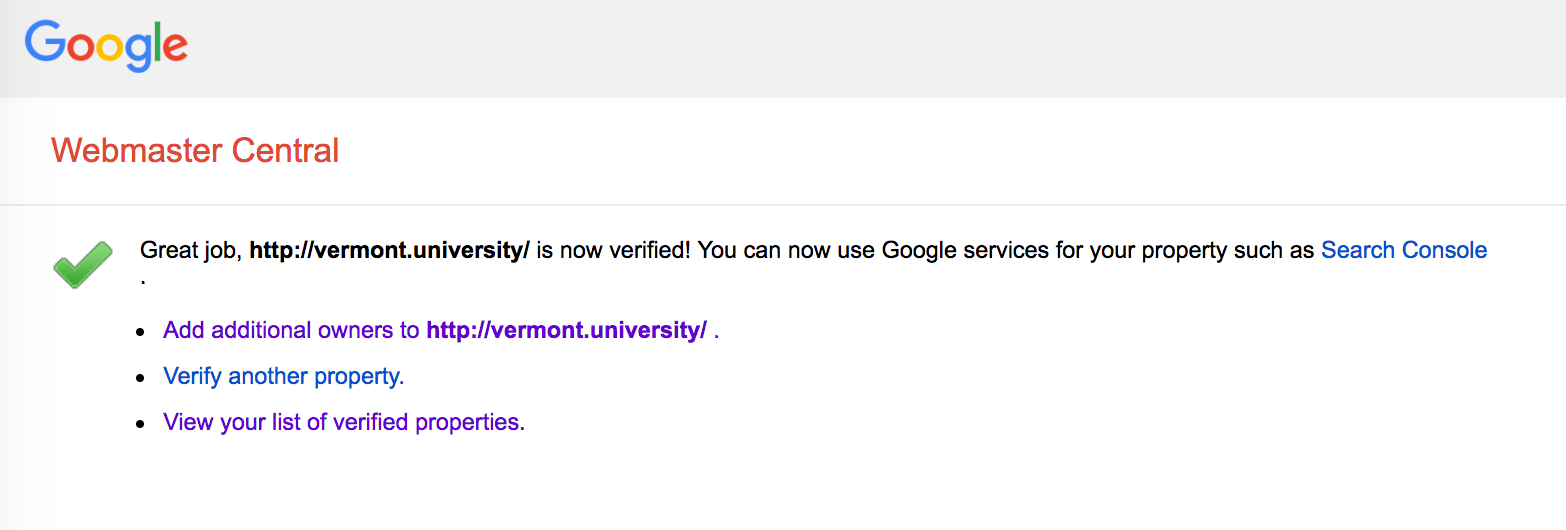 Google
Webmaster Central
Great job, http://vermont.university/ is now verified! You can now use Google services for your property such as Search Console
.
Add additional owners to http://vermont.university/ .
Verify another property.
View your list of verified properties.